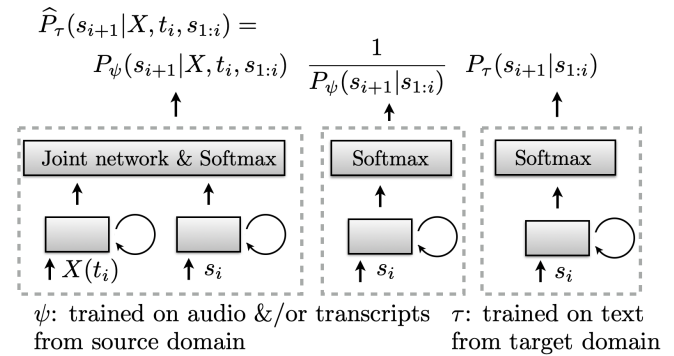 P̂_τ(s_{i+1}|X, t_i, s_{1:i}) =
P_ψ(s_{i+1}|X, t_i, s_{1:i}) 1/P_ψ(s_{i+1}|s_{1:i}) P_τ(s_{i+1}|s_{1:i})
Joint network & Softmax
Softmax
Softmax
X(t_i)
s_i
s_i
s_i
ψ: trained on audio &/or transcripts
from source domain
τ: trained on text
from target domain